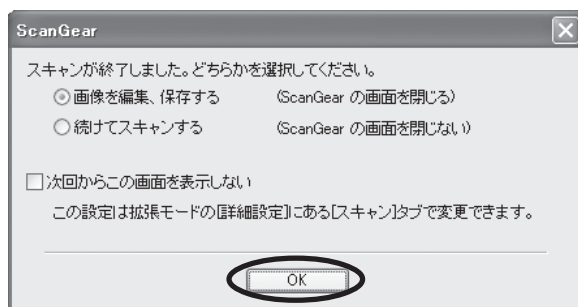 ScanGear
スキャンが終了しました。どちらかを選択してください。
画像を編集、保存する (ScanGear の画面を閉じる)
続けてスキャンする (ScanGear の画面を閉じない)
次回からこの画面を表示しない
この設定は拡張モードの[詳細設定]にある[スキャン]タブで変更できます。
OK